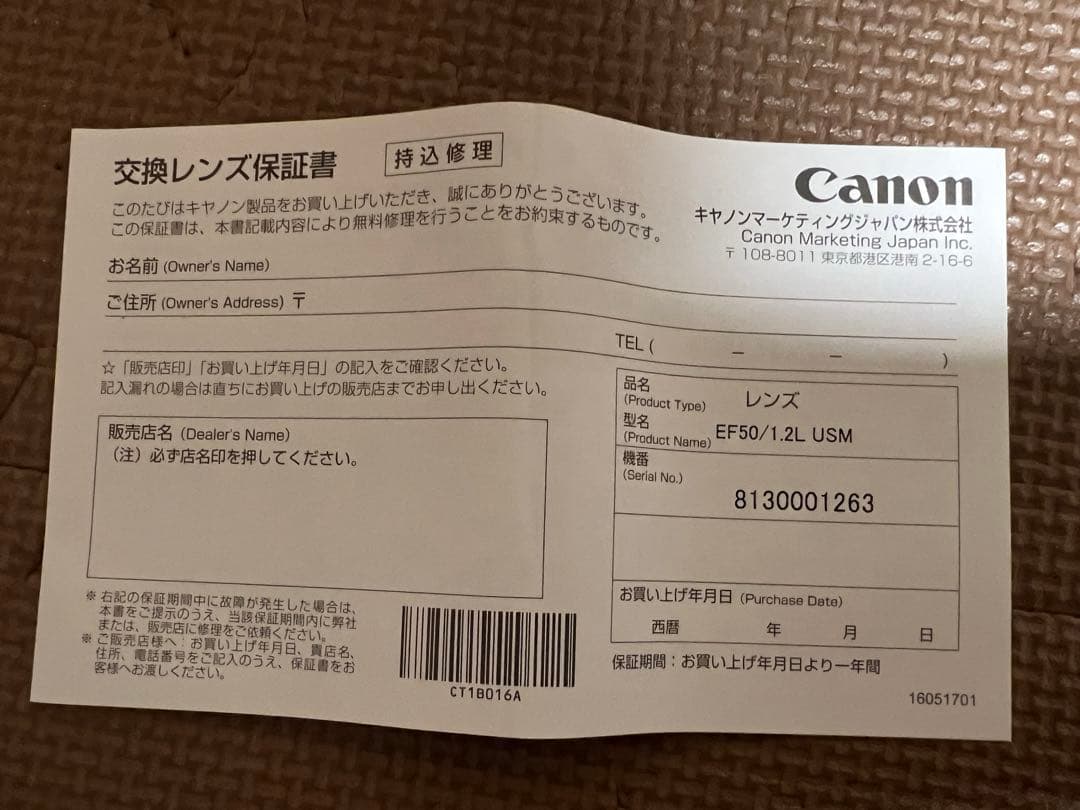 交換レンズ保証書
持込修理
このたびはキヤノン製品をお買い上げいただき、誠にありがとうございます。
この保証書は、本書記載内容により無料修理を行うことをお約束するものです。
Canon
キヤノンマーケティングジャパン株式会社
Canon Marketing Japan Inc.
〒108-8011 東京都港区港南 2-16-6
お名前 (Owner's Name)
ご住所 (Owner's Address) 〒
TEL ( － － )
☆「販売店印」「お買い上げ年月日」の記入をご確認ください。
記入漏れの場合は直ちにお買い上げの販売店までお申し出ください。
販売店名 (Dealer's Name)
(注) 必ず店名印を押してください。
品名
(Product Type) レンズ
型名
(Product Name) EF50/1.2L USM
機番
(Serial No.)
8130001263
お買い上げ年月日 (Purchase Date)
西暦 年 月 日
保証期間：お買い上げ年月日より一年間
※ 右記の保証期間中に故障が発生した場合は、
本書をご提示のうえ、当該保証期間内に弊社
または、販売店に修理をご依頼ください。
※ ご販売店様へ：お買い上げ年月日、貴店名、
住所、電話番号をご記入のうえ、保証書をお
客様へお渡しください。
CT1B016A
16051701